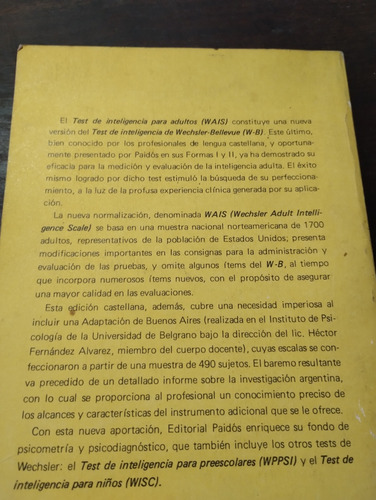 El Test de inteligencia para adultos (WAIS) constituye una nueva
versión del Test de inteligencia de Wechsler-Bellevue (W-B). Este último,
bien conocido por los profesionales de lengua castellana, y oportuna-
mente presentado por Paidós en sus Formas I y II, ya ha demostrado su
eficacia para la medición y evaluación de la inteligencia adulta. El éxito
mismo logrado por dicho test estimuló la búsqueda de su perfecciona-
miento, a la luz de la profusa experiencia clínica generada por su aplica-
ción.
La nueva normalización, denominada WAIS (Wechsler Adult Intelli-
gence Scale) se basa en una muestra nacional norteamericana de 1700
adultos, representativos de la población de Estados Unidos; presenta
modificaciones importantes en las consignas para la administración y
evaluación de las pruebas, y omite algunos ítems del W-B, al tiempo
que incorpora numerosos ítems nuevos, con el propósito de asegurar
una mayor calidad en las evaluaciones.
Esta edición castellana, además, cubre una necesidad imperiosa al
incluir una Adaptación de Buenos Aires (realizada en el Instituto de Psi-
cología de la Universidad de Belgrano bajo la dirección del lic. Héctor
Fernández Alvarez, miembro del cuerpo docente), cuyas escalas se con-
feccionaron a partir de una muestra de 490 sujetos. El baremo resultante
va precedido de un detallado informe sobre la investigación argentina,
con lo cual se proporciona al profesional un conocimiento preciso de
los alcances y características del instrumento adicional que se le ofrece.
Con esta nueva aportación, Editorial Paidós enriquece su fondo de
psicometría y psicodiagnóstico, que también incluye los otros tests de
Wechsler: el Test de inteligencia para preescolares (WPPSI) y el Test de
inteligencia para niños (WISC).